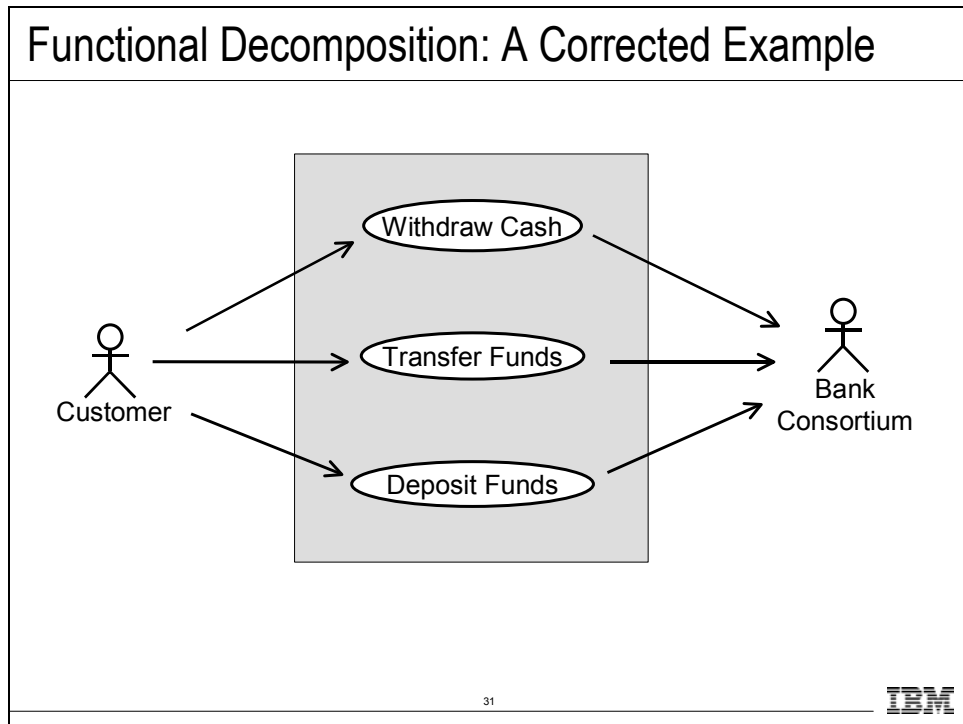 Functional Decomposition: A Corrected Example
Withdraw Cash
Transfer Funds
Customer
Bank
Consortium
Deposit Funds
31
IBM